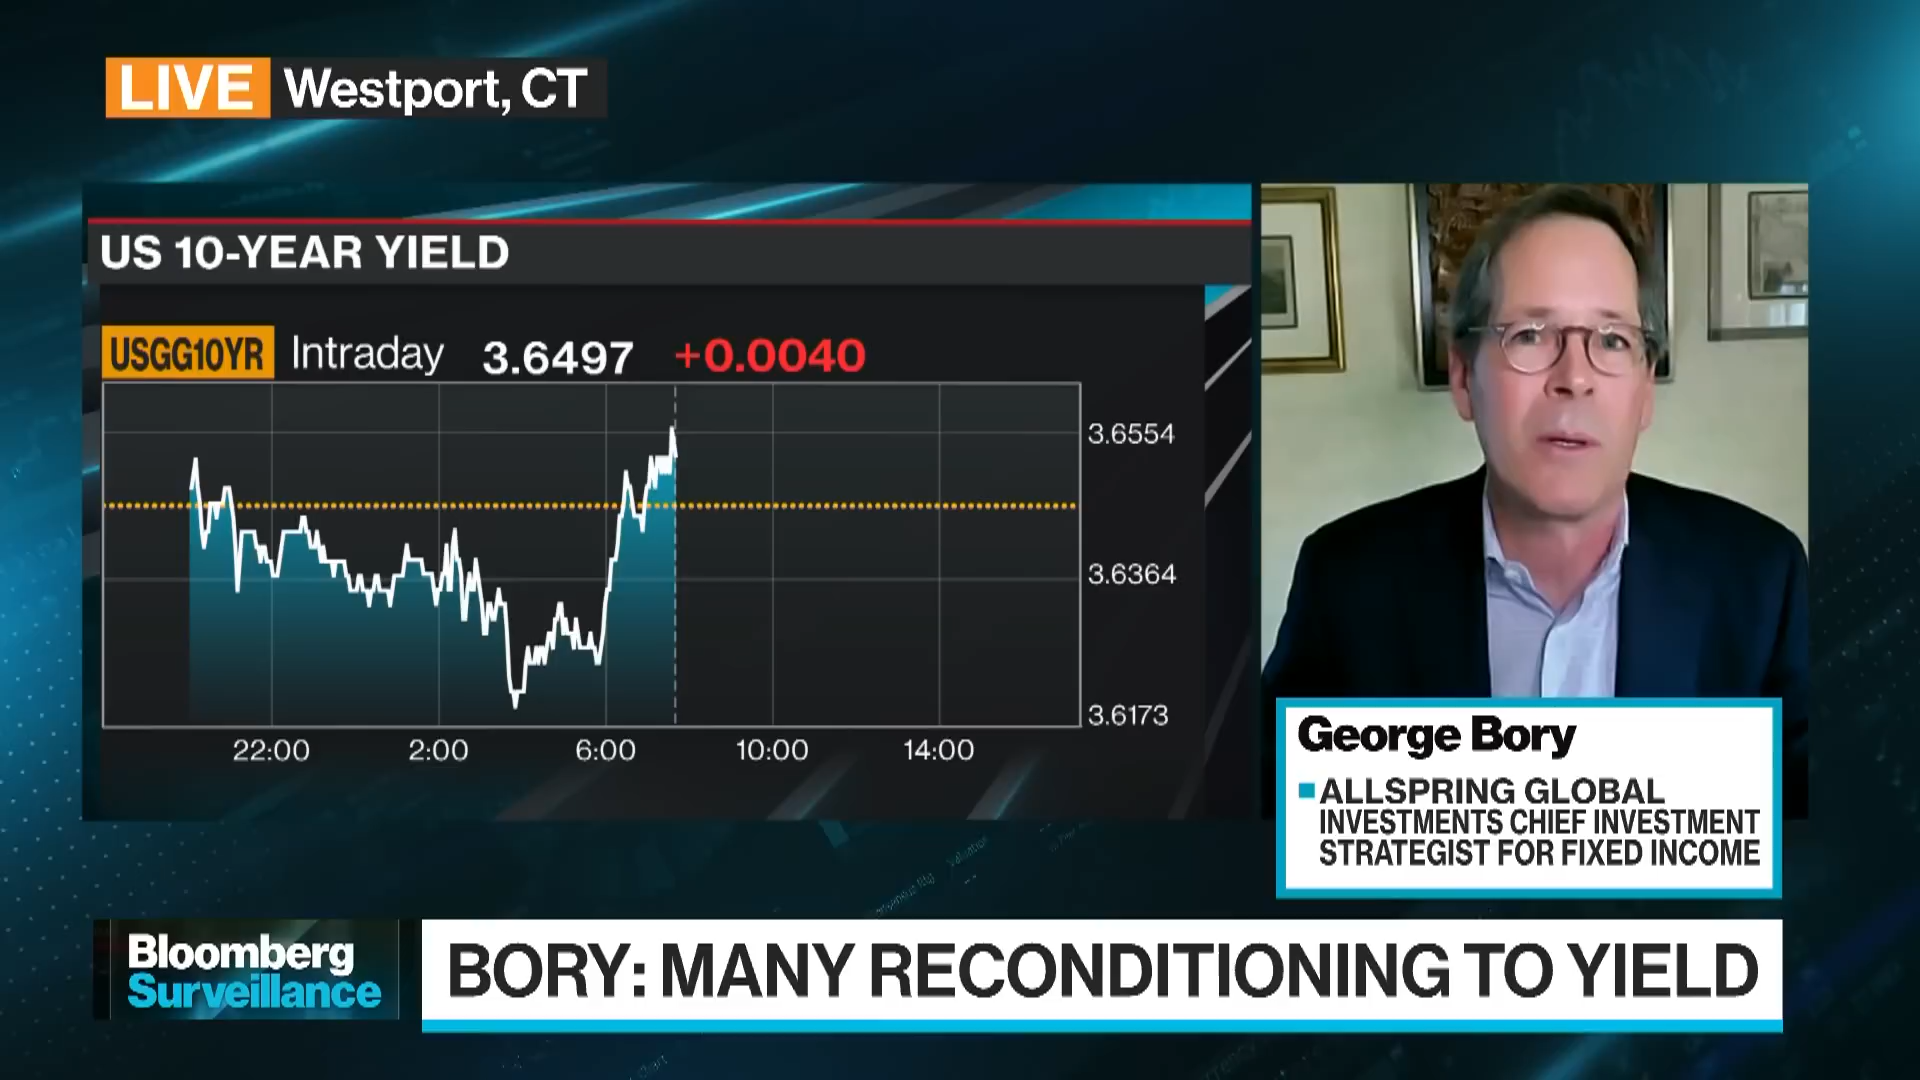 LIVE Westport, CT
US 10-YEAR YIELD
USGG10YR Intraday 3.6497 +0.0040
3.6554
3.6364
3.6173
22:00 2:00 6:00 10:00 14:00
George Bory
ALLSPRING GLOBAL
INVESTMENTS CHIEF INVESTMENT
STRATEGIST FOR FIXED INCOME
Bloomberg
Surveillance
BORY: MANY RECONDITIONING TO YIELD